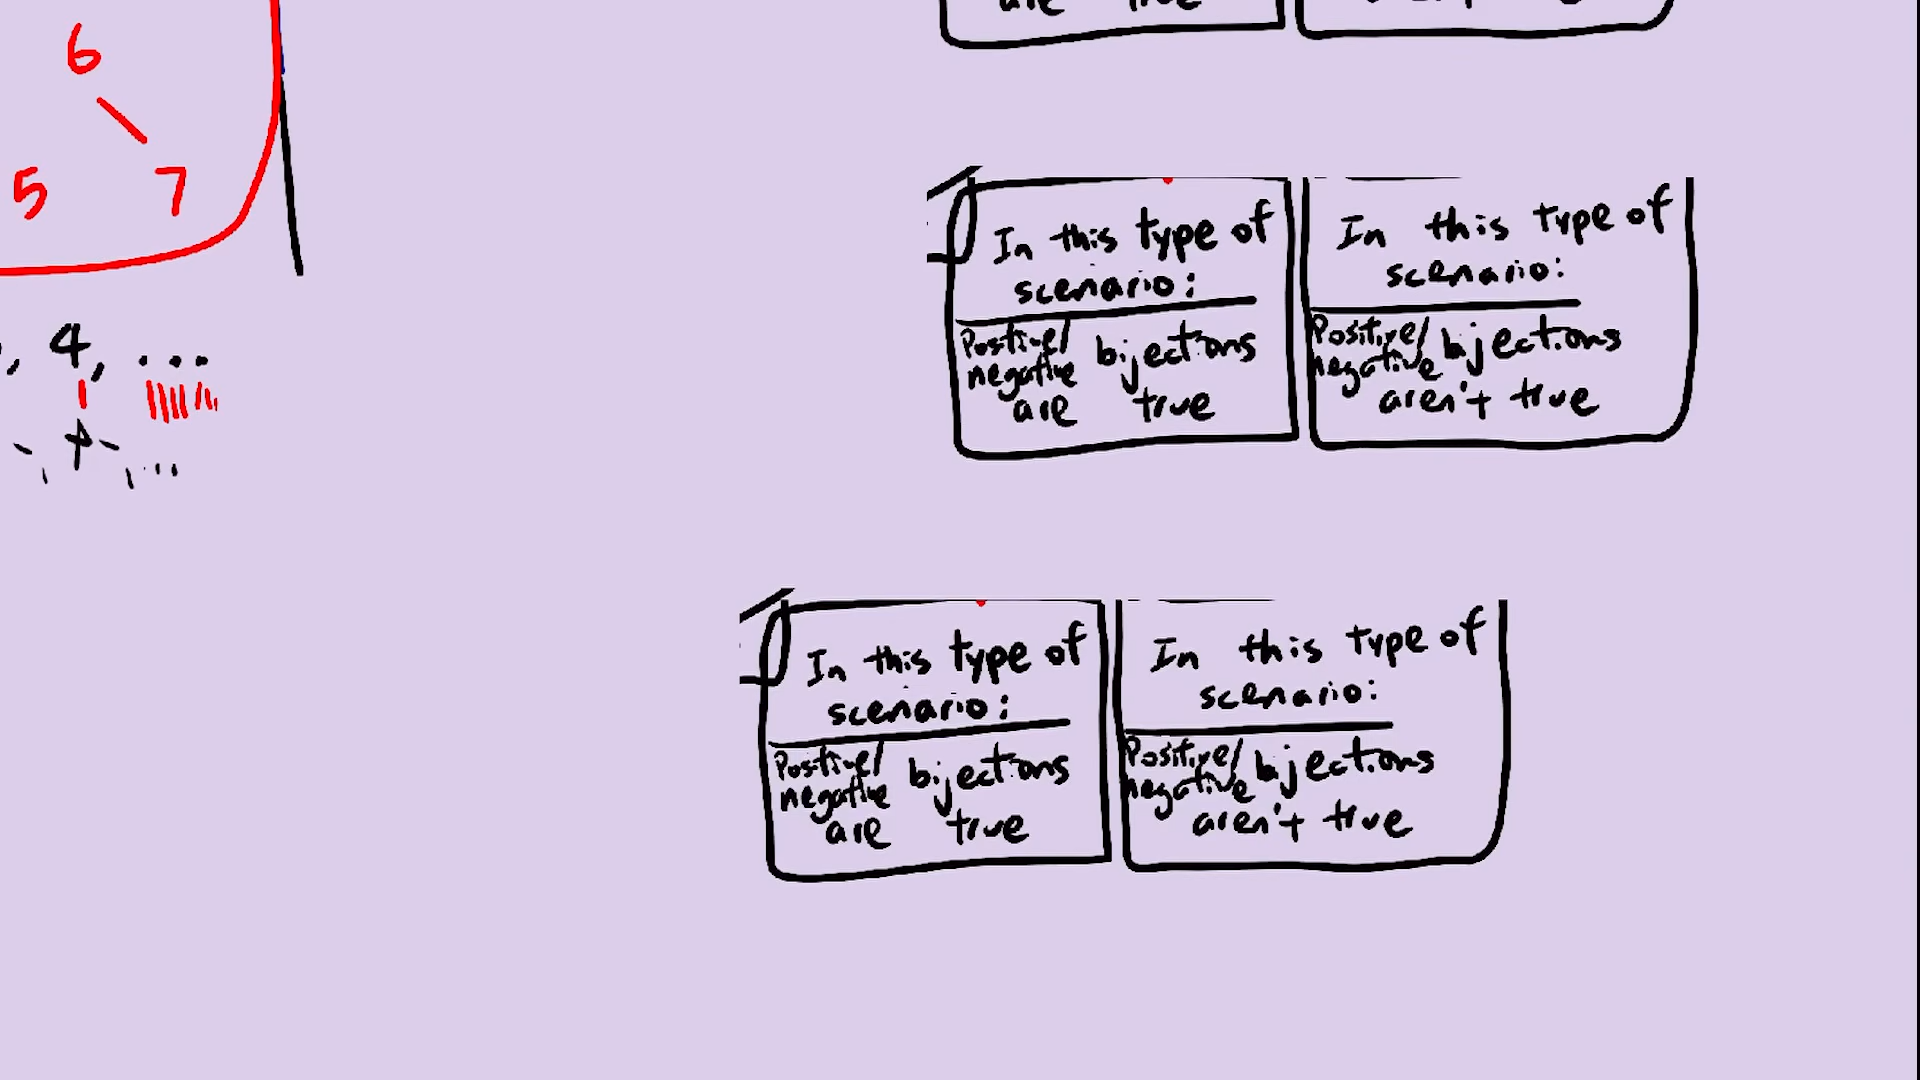 are true
6
5 7
, 4, ...
In this type of
scenario:
Positive/
negative bijections
are true
In this type of
scenario:
Positive/
negative bijections
aren't true
In this type of
scenario:
Positive/
negative bijections
are true
In this type of
scenario:
Positive/
negative bijections
aren't true